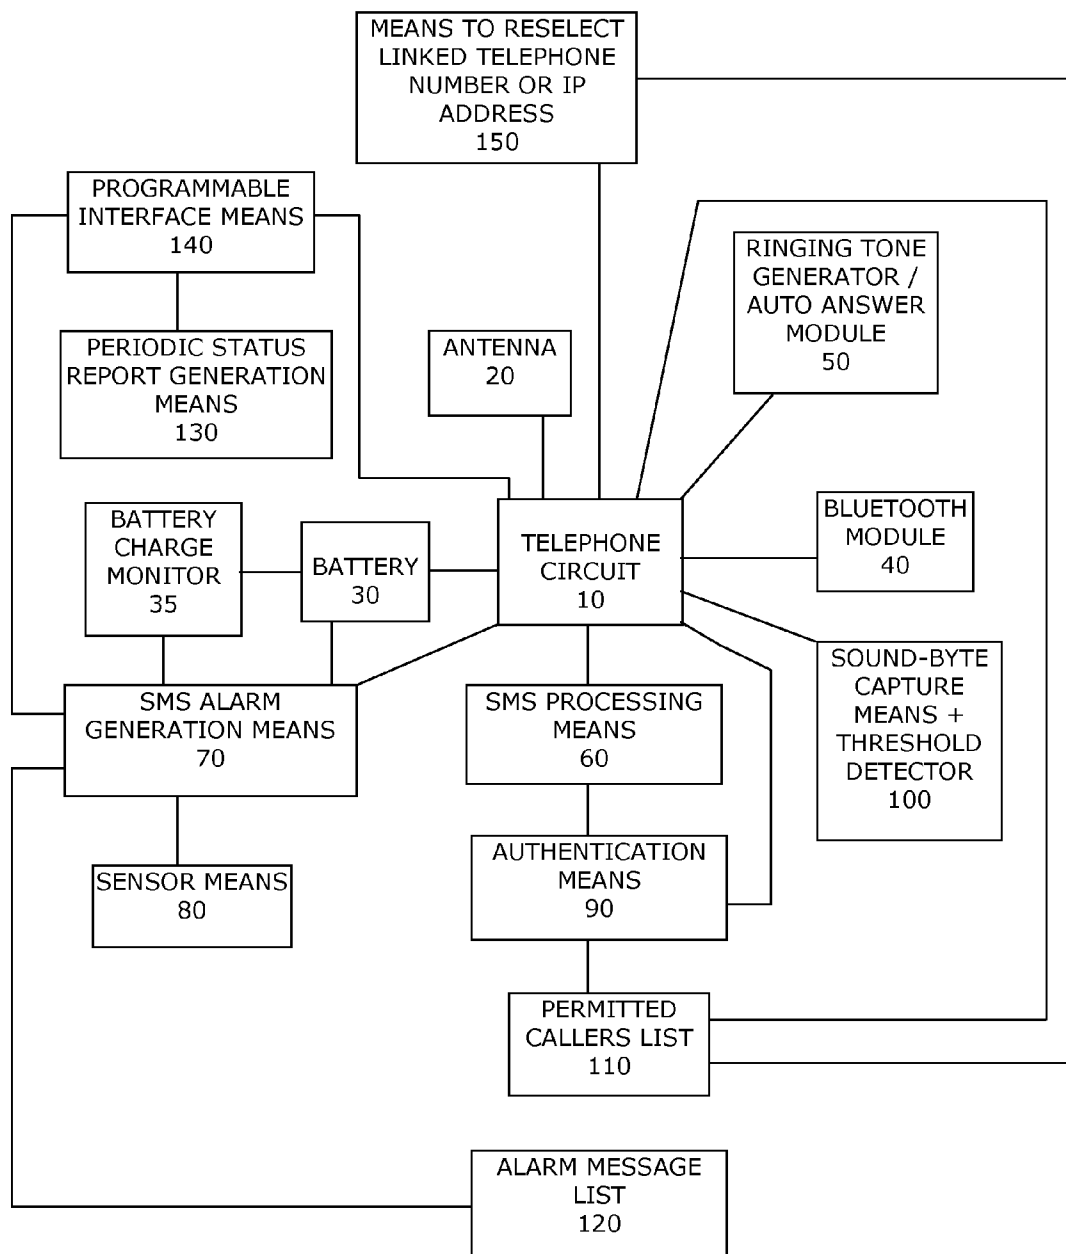 MEANS TO RESELECT
LINKED TELEPHONE
NUMBER OR IP
ADDRESS
150
PROGRAMMABLE
INTERFACE MEANS
140
RINGING TONE
GENERATOR /
AUTO ANSWER
MODULE
50
PERIODIC STATUS
REPORT GENERATION
MEANS
130
ANTENNA
20
BATTERY
CHARGE
MONITOR
35
BATTERY
30
TELEPHONE
CIRCUIT
10
BLUETOOTH
MODULE
40
SOUND-BYTE
CAPTURE
MEANS +
THRESHOLD
DETECTOR
100
SMS ALARM
GENERATION MEANS
70
SMS PROCESSING
MEANS
60
SENSOR MEANS
80
AUTHENTICATION
MEANS
90
PERMITTED
CALLERS LIST
110
ALARM MESSAGE
LIST
120